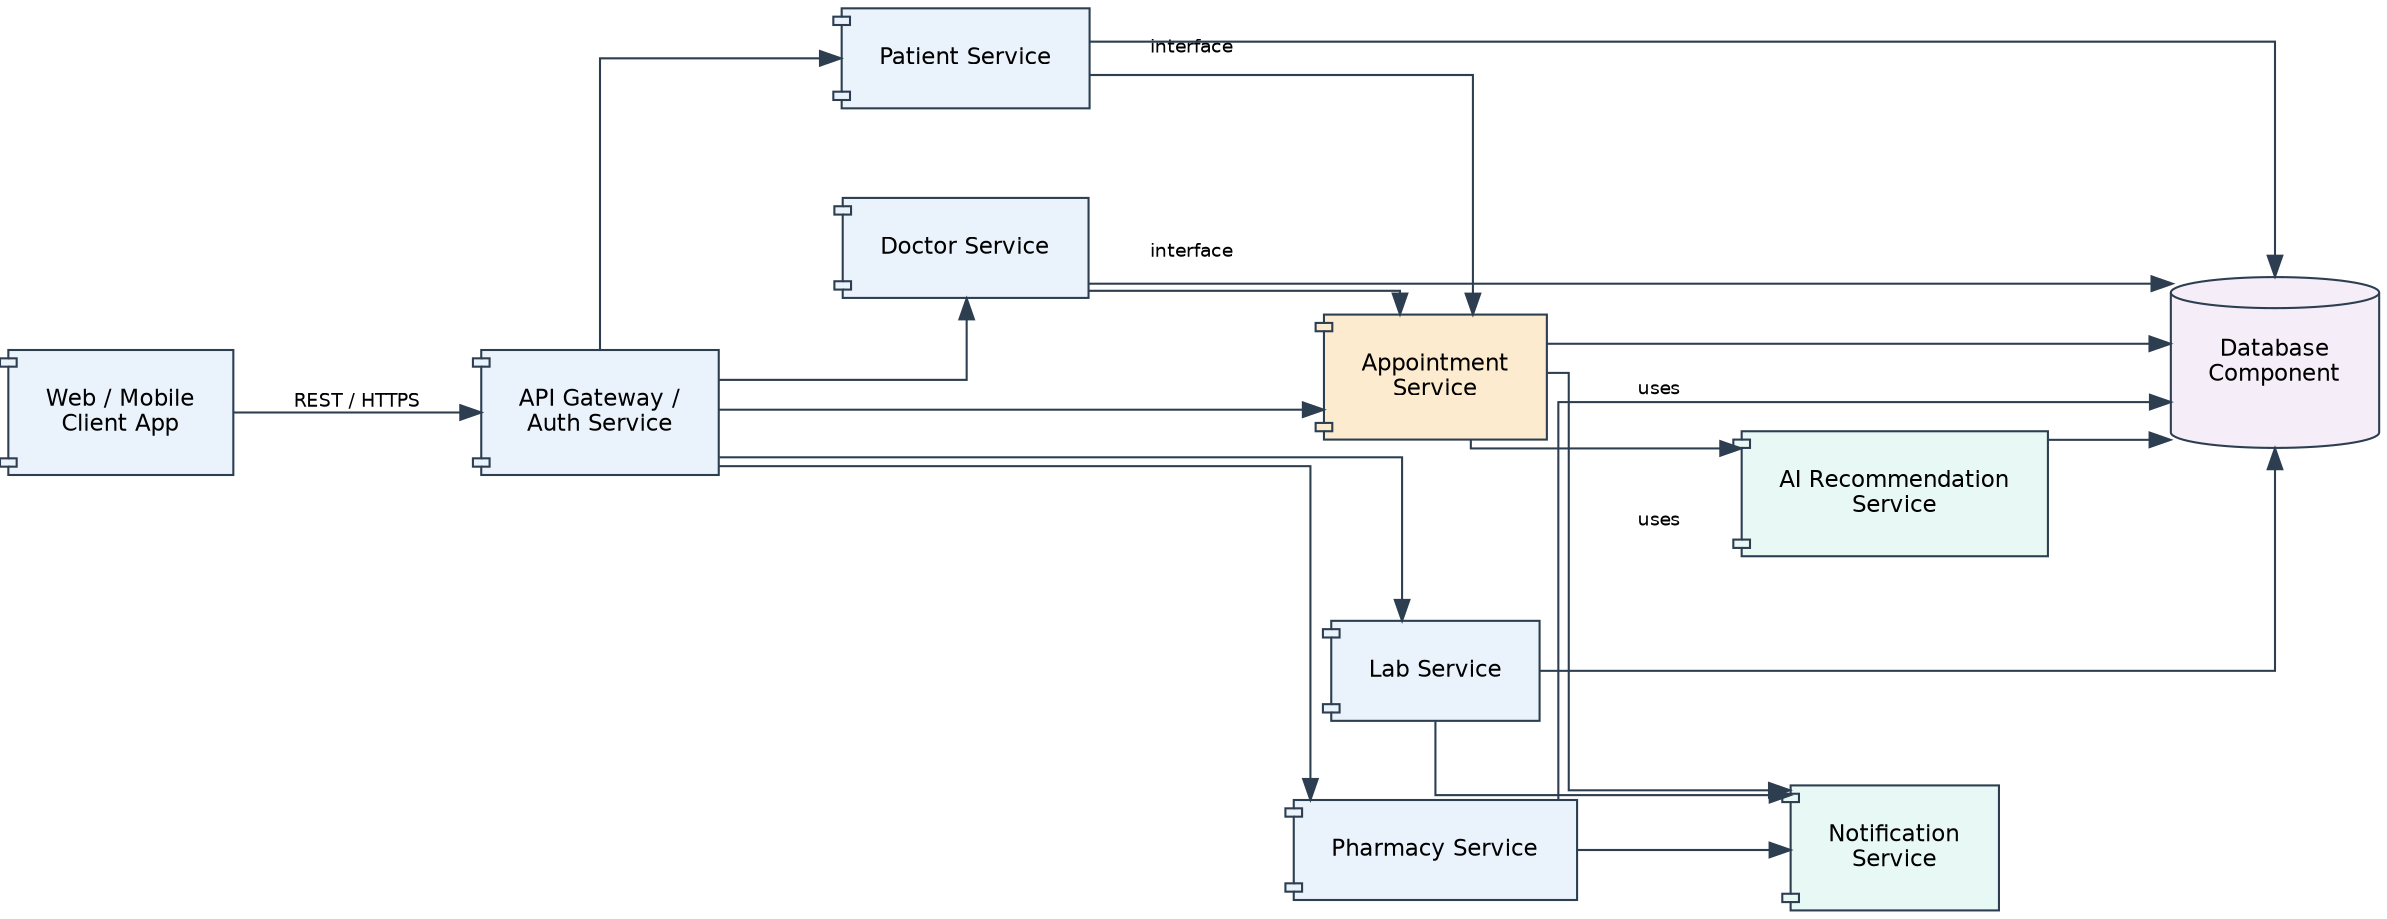 Patient Service
interface
Doctor Service
interface
Web / Mobile
Client App
REST / HTTPS
API Gateway /
Auth Service
Appointment
Service
uses
Database
Component
AI Recommendation
Service
uses
Lab Service
Pharmacy Service
Notification
Service